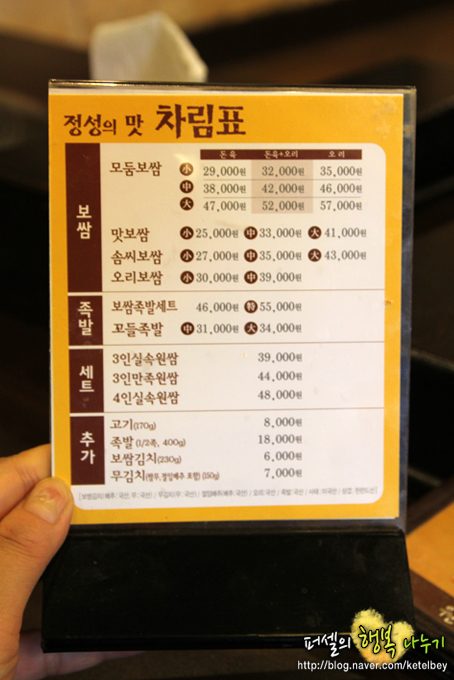 정성의 맛 차림표
돈육 돈육+오리 오리
보쌈
모둠보쌈 小 29,000원 32,000원 35,000원
中 38,000원 42,000원 46,000원
大 47,000원 52,000원 57,000원
맛보쌈 小 25,000원 中 33,000원 大 41,000원
솜씨보쌈 小 27,000원 中 35,000원 大 43,000원
오리보쌈 小 30,000원 中 39,000원
족발
보쌈족발세트 46,000원 特 55,000원
꼬들족발 中 31,000원 大 34,000원
세트
3인실속원쌈 39,000원
3인만족원쌈 44,000원
4인실속원쌈 48,000원
추가
고기(170g) 8,000원
족발(1/2족, 400g) 18,000원
보쌈김치(230g) 6,000원
무김치(쌈무, 절임배추 포함)(150g) 7,000원
퍼셀의 행복 나누기
http://blog.naver.com/ketelbey